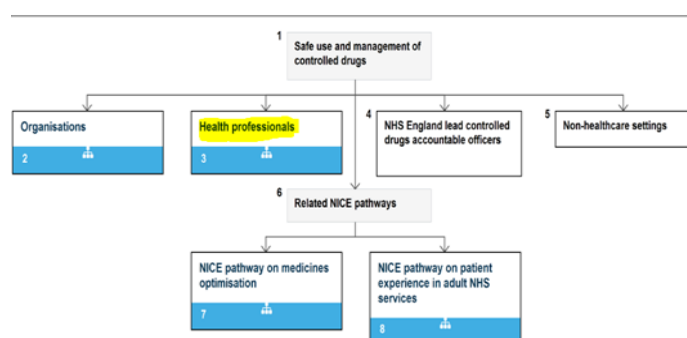 1
Safe use and management of
controlled drugs
Organisations
2
Health professionals
3
4
NHS England lead controlled
drugs accountable officers
5
Non-healthcare settings
6
Related NICE pathways
NICE pathway on medicines
optimisation
7
NICE pathway on patient
experience in adult NHS
services
8